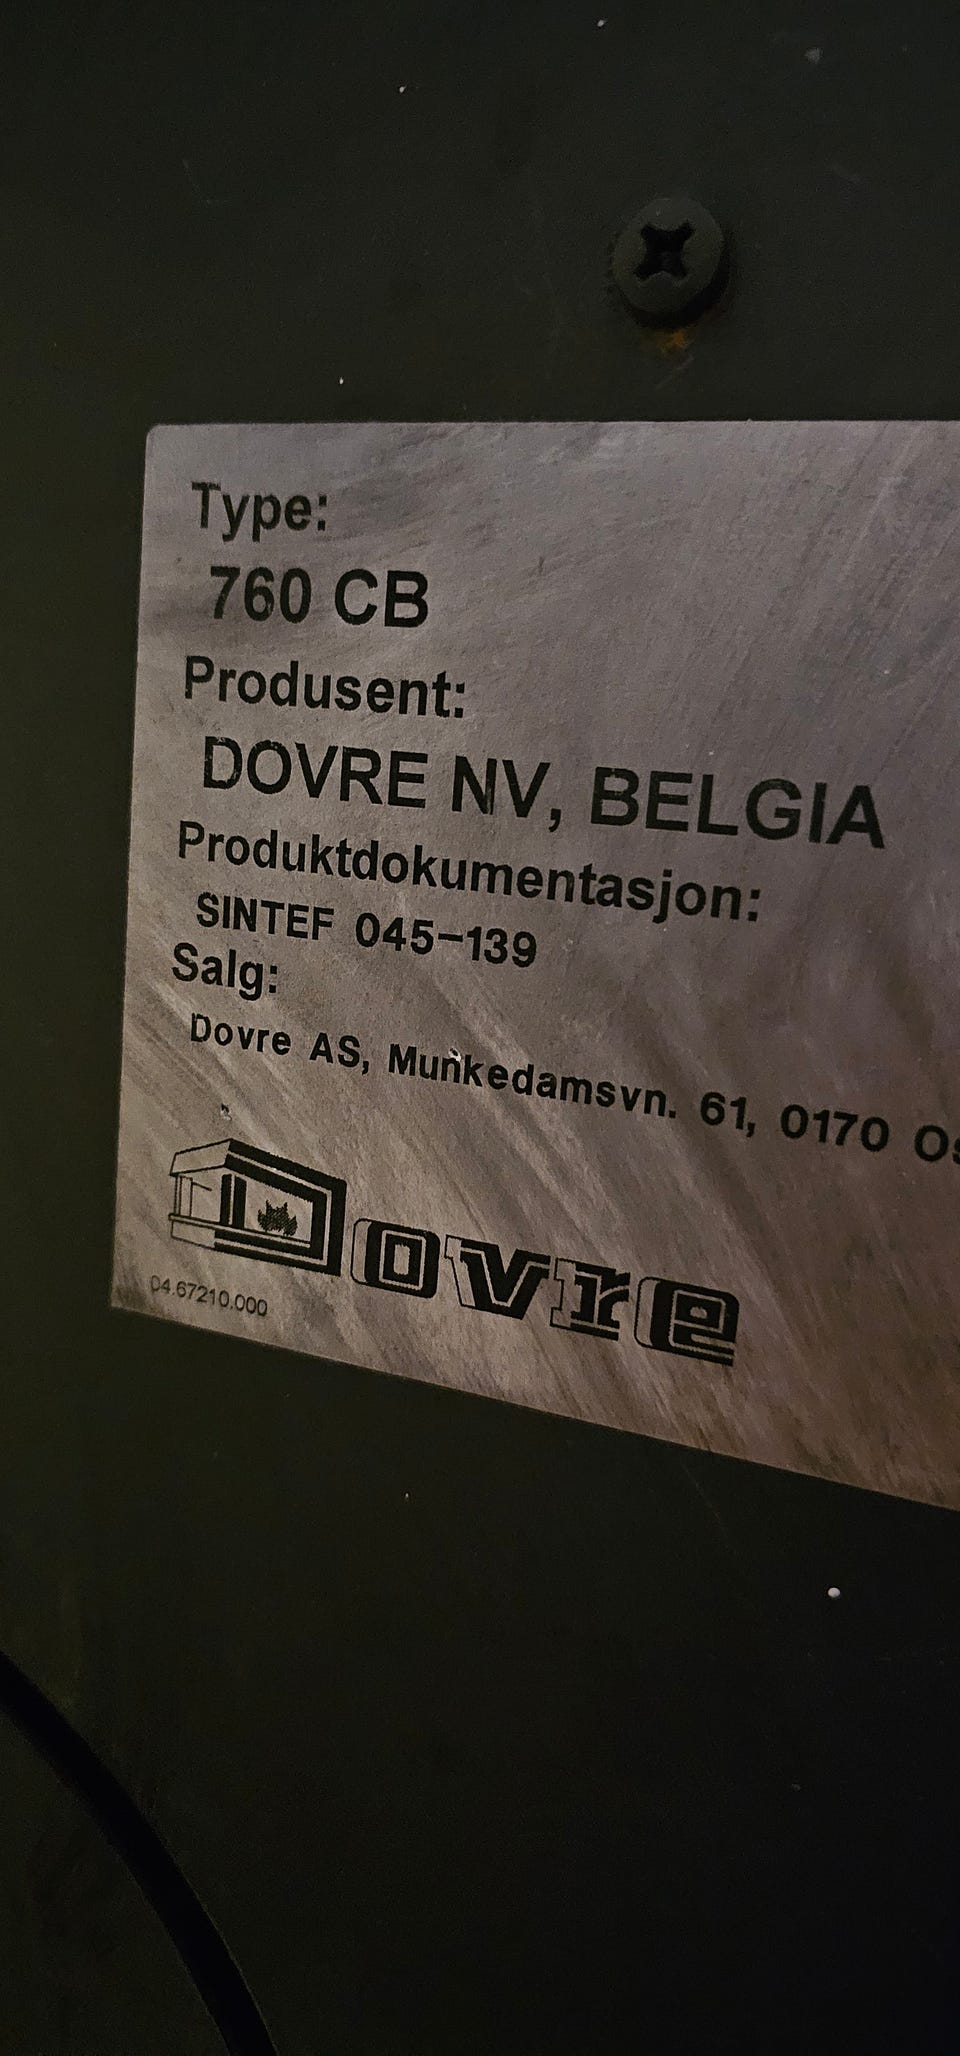 Type:
760 CB
Produsent:
DOVRE NV, BELGIA
Produktdokumentasjon:
SINTEF 045-139
Salg:
Dovre AS, Munkedamsvn. 61, 0170
Dovre
04.67210.000